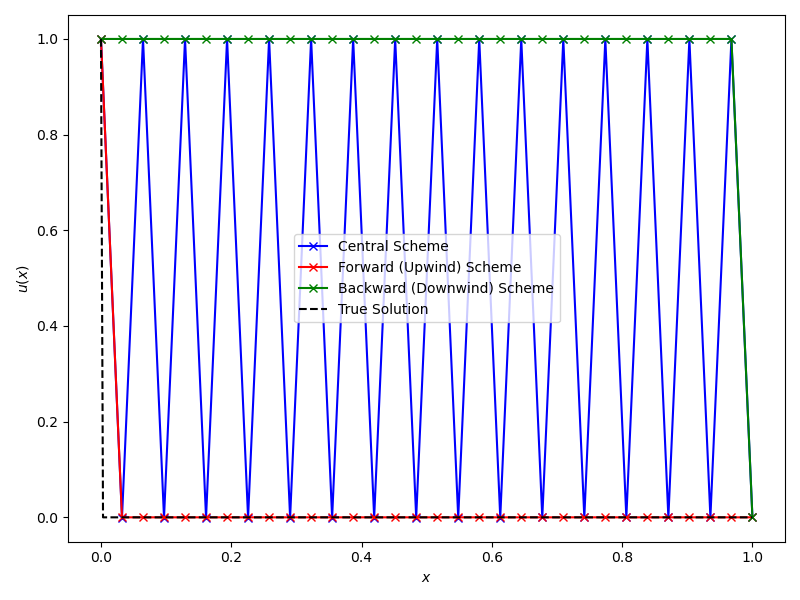 1.0
0.8
0.6
0.4
0.2
0.0
u(x)
Central Scheme
Forward (Upwind) Scheme
Backward (Downwind) Scheme
True Solution
0.0 0.2 0.4 0.6 0.8 1.0
x